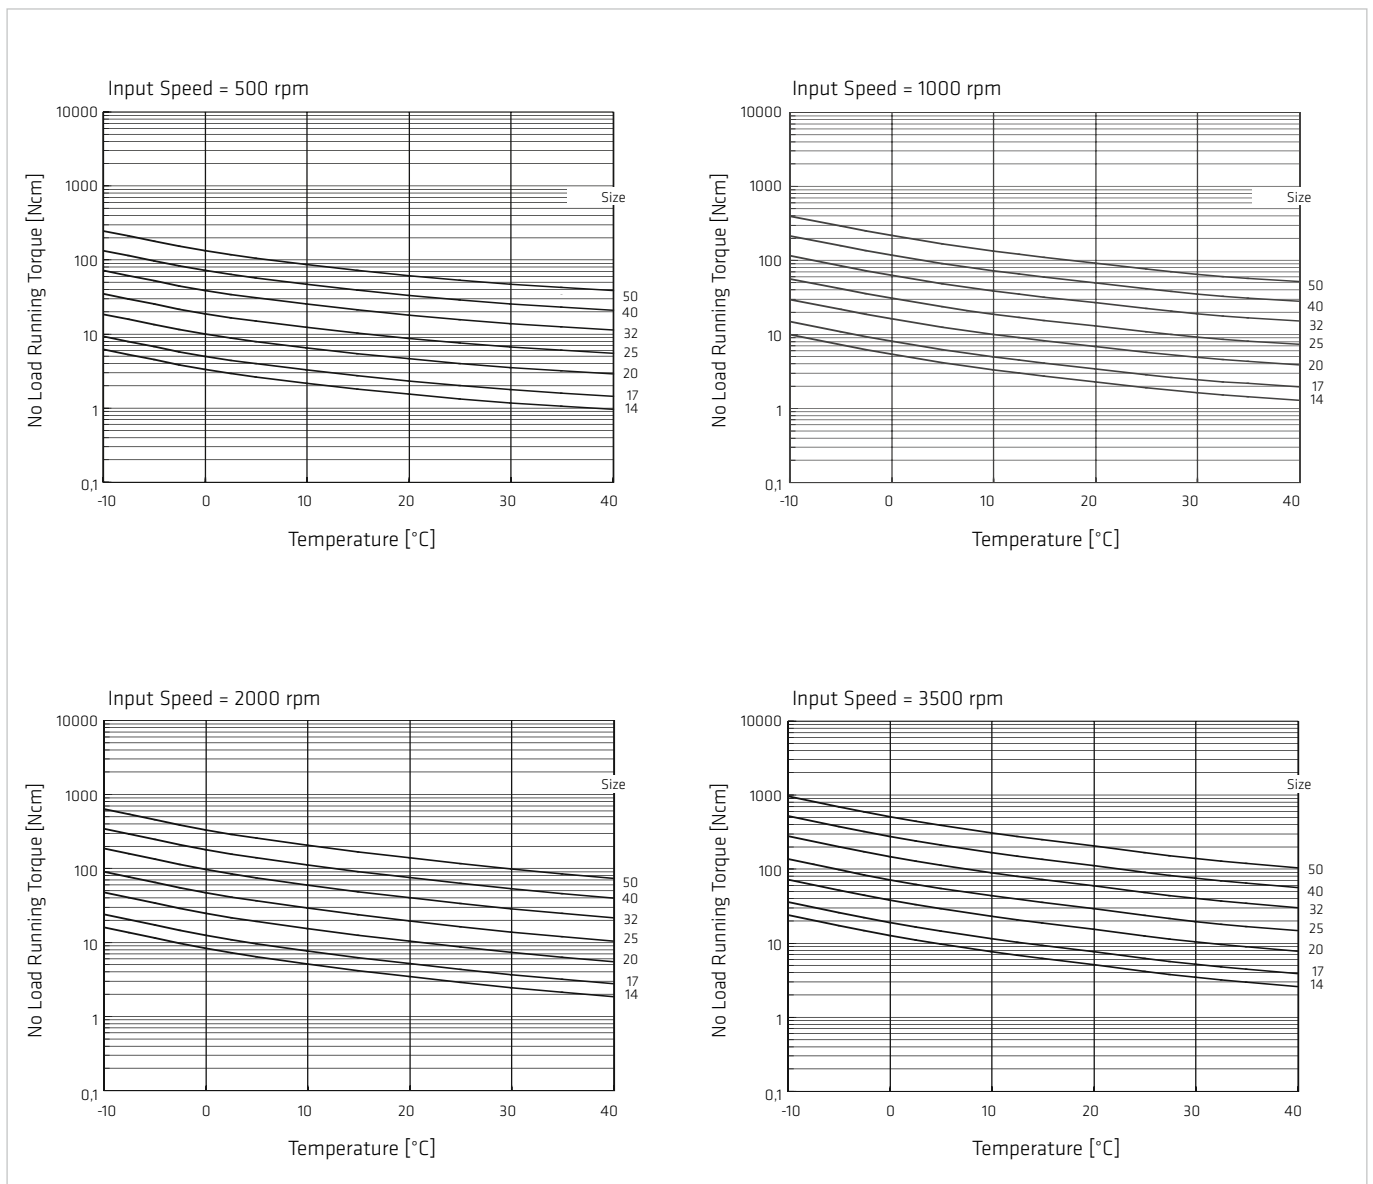 Input Speed = 500 rpm
No Load Running Torque [Ncm]
10000
1000
100
10
1
0,1
Size
50
40
32
25
20
17
14
-10 0 10 20 30 40
Temperature [°C]
Input Speed = 1000 rpm
No Load Running Torque [Ncm]
10000
1000
100
10
1
0,1
Size
50
40
32
25
20
17
14
-10 0 10 20 30 40
Temperature [°C]
Input Speed = 2000 rpm
No Load Running Torque [Ncm]
10000
1000
100
10
1
0,1
Size
50
40
32
25
20
17
14
-10 0 10 20 30 40
Temperature [°C]
Input Speed = 3500 rpm
No Load Running Torque [Ncm]
10000
1000
100
10
1
0,1
Size
50
40
32
25
20
17
14
-10 0 10 20 30 40
Temperature [°C]